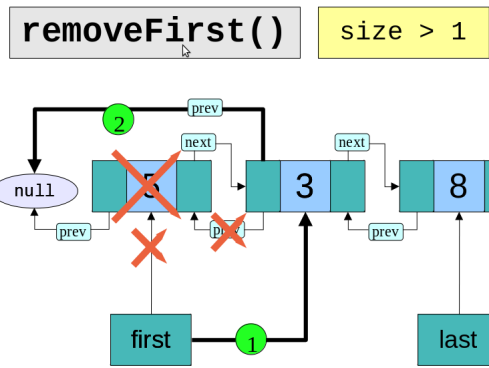 removeFirst()
size > 1
prev
2
next
next
null
5
3
8
prev
prev
prev
first
1
last